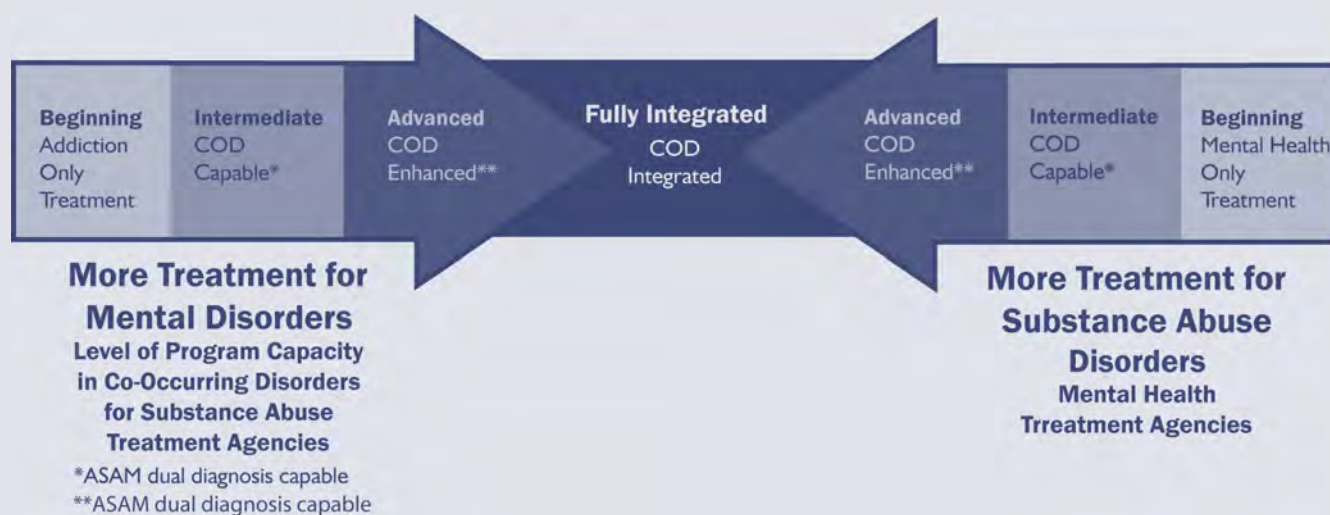 Beginning
Addiction
Only
Treatment
Intermediate
COD
Capable*
Advanced
COD
Enhanced**
Fully Integrated
COD
Integrated
Advanced
COD
Enhanced**
Intermediate
COD
Capable*
Beginning
Mental Health
Only
Treatment
More Treatment for
Mental Disorders
Level of Program Capacity
in Co-Occurring Disorders
for Substance Abuse
Treatment Agencies
*ASAM dual diagnosis capable
**ASAM dual diagnosis capable
More Treatment for
Substance Abuse
Disorders
Mental Health
Trreatment Agencies